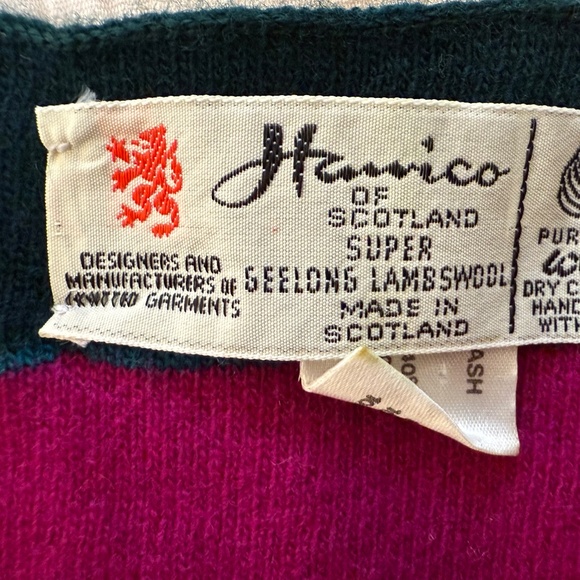 Hawico
OF
SCOTLAND
SUPER
GEELONG LAMBSWOOL
MADE IN
SCOTLAND
DESIGNERS AND
MANUFACTURERS OF
KNITTED GARMENTS
PUR
DRY C
HAND
WITH
ASH